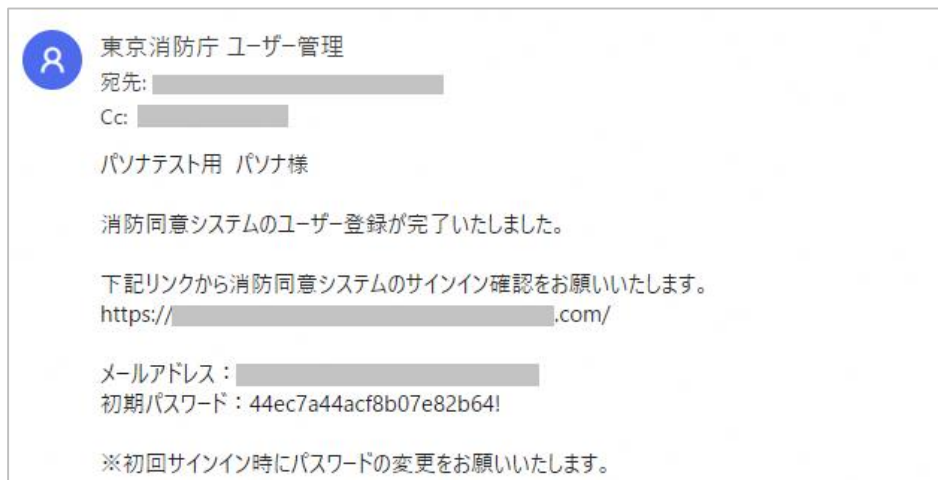 東京消防庁 ユーザー管理
宛先:
Cc:
パソナテスト用 パソナ様
消防同意システムのユーザー登録が完了いたしました。
下記リンクから消防同意システムのサインイン確認をお願いいたします。
https:// .com/
メールアドレス：
初期パスワード：44ec7a44acf8b07e82b64!
※初回サインイン時にパスワードの変更をお願いいたします。